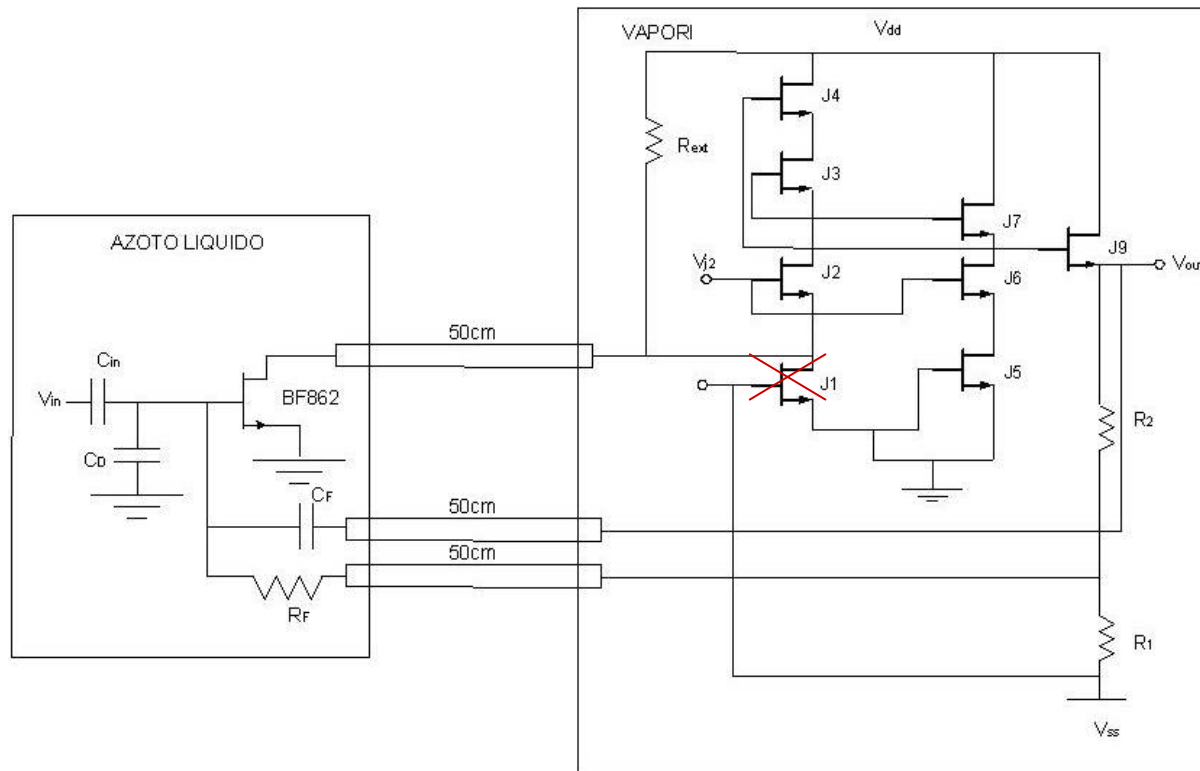 VAPORI
Vdd
J4
Rext
J3
J7
AZOTO LIQUIDO
J9
Vj2
J2
J6
Vout
50cm
Cin
J1
J5
Vin
BF862
R2
CD
CF
50cm
50cm
RF
R1
Vss